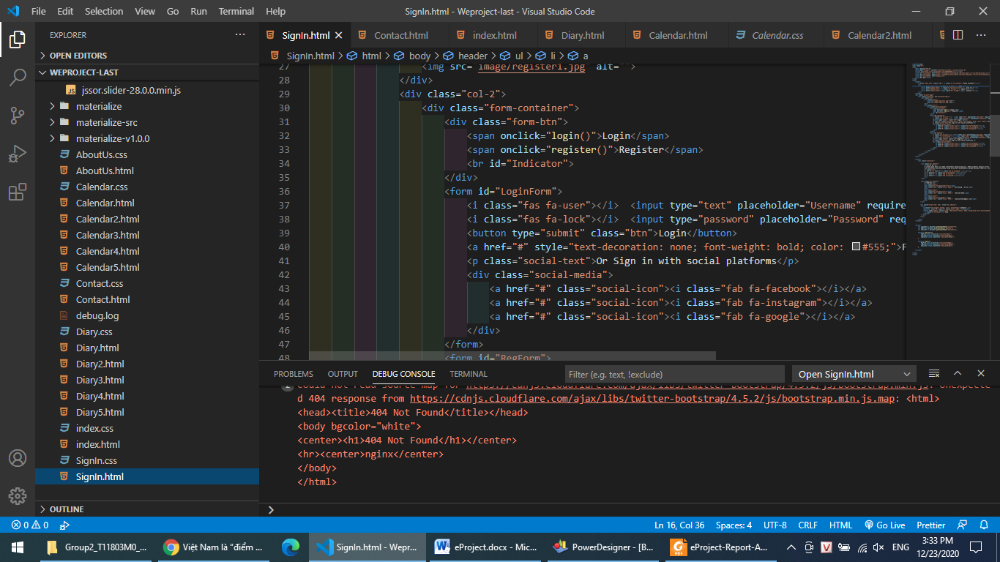 File Edit Selection View Go Run Terminal Help SignIn.html - Weproject-last - Visual Studio Code
EXPLORER
OPEN EDITORS
WEPROJECT-LAST
jssor.slider-28.0.0.min.js
materialize
materialize-src
materialize-v1.0.0
AboutUs.css
AboutUs.html
Calendar.css
Calendar.html
Calendar2.html
Calendar3.html
Calendar4.html
Calendar5.html
Contact.css
Contact.html
debug.log
Diary.css
Diary.html
Diary2.html
Diary3.html
Diary4.html
Diary5.html
index.css
index.html
SignIn.css
SignIn.html
OUTLINE
SignIn.html Contact.html index.html Diary.html Calendar.html Calendar.css Calendar2.html
SignIn.html > html > body > header > ul > li > a
27 <img src="image/register1.jpg" alt="">
28 </div>
29 <div class="col-2">
30 <div class="form-container">
31 <div class="form-btn">
32 <span onclick="login()">Login</span>
33 <span onclick="register()">Register</span>
34 <br id="Indicator">
35 </div>
36 <form id="LoginForm">
37 <i class="fas fa-user"></i> <input type="text" placeholder="Username" require
38 <i class="fas fa-lock"></i> <input type="password" placeholder="Password" req
39 <button type="submit" class="btn">Login</button>
40 <a href="#" style="text-decoration: none; font-weight: bold; color: #555;">F
41 <p class="social-text">Or Sign in with social platforms</p>
42 <div class="social-media">
43 <a href="#" class="social-icon"><i class="fab fa-facebook"></i></a>
44 <a href="#" class="social-icon"><i class="fab fa-instagram"></i></a>
45 <a href="#" class="social-icon"><i class="fab fa-google"></i></a>
46 </div>
47 </form>
48 <form id="RegForm">
PROBLEMS OUTPUT DEBUG CONSOLE TERMINAL Filter (e.g. text, !exclude) Open SignIn.html
2 Could not read source map for https://cdnjs.cloudflare.com/ajax/libs/twitter-bootstrap/4.5.2/js/bootstrap.min.js: Unexpecte
d 404 response from https://cdnjs.cloudflare.com/ajax/libs/twitter-bootstrap/4.5.2/js/bootstrap.min.js.map: <html>
<head><title>404 Not Found</title></head>
<body bgcolor="white">
<center><h1>404 Not Found</h1></center>
<hr><center>nginx</center>
</body>
</html>
0 0 Ln 16, Col 36 Spaces: 4 UTF-8 CRLF HTML Go Live Prettier
Group2_T11803M0_... Việt Nam là “điểm ... SignIn.html - Wepr... eProject.docx - Mic... PowerDesigner - [B... eProject-Report-A... ENG 3:33 PM
12/23/2020